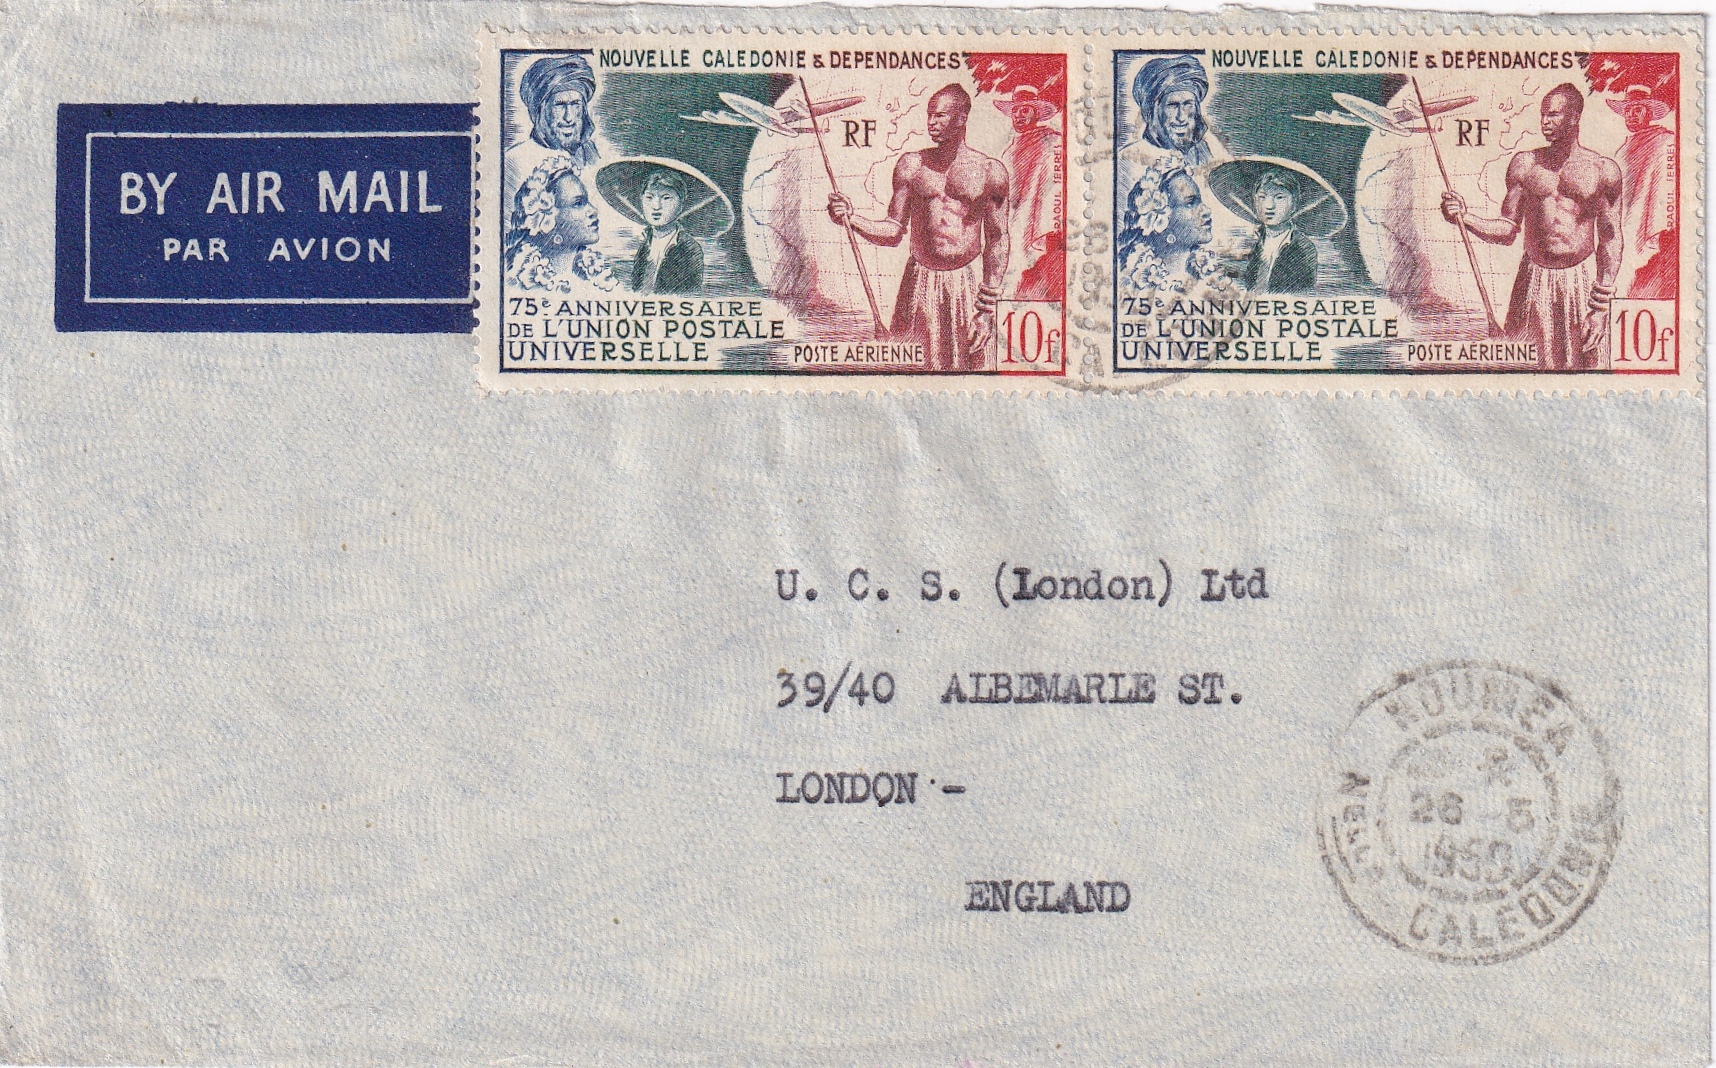 BY AIR MAIL
PAR AVION
NOUVELLE CALEDONIE & DEPENDANCES
RF
RAOUL SERRES
75e ANNIVERSAIRE
DE L'UNION POSTALE
UNIVERSELLE
POSTE AÉRIENNE
10f
NOUVELLE CALEDONIE & DEPENDANCES
RF
RAOUL SERRES
75e ANNIVERSAIRE
DE L'UNION POSTALE
UNIVERSELLE
POSTE AÉRIENNE
10f
U. C. S. (London) Ltd
39/40 ALBEMARLE ST.
LONDON -
ENGLAND
NOUMEA
26 -5
1950
CALEDONIE